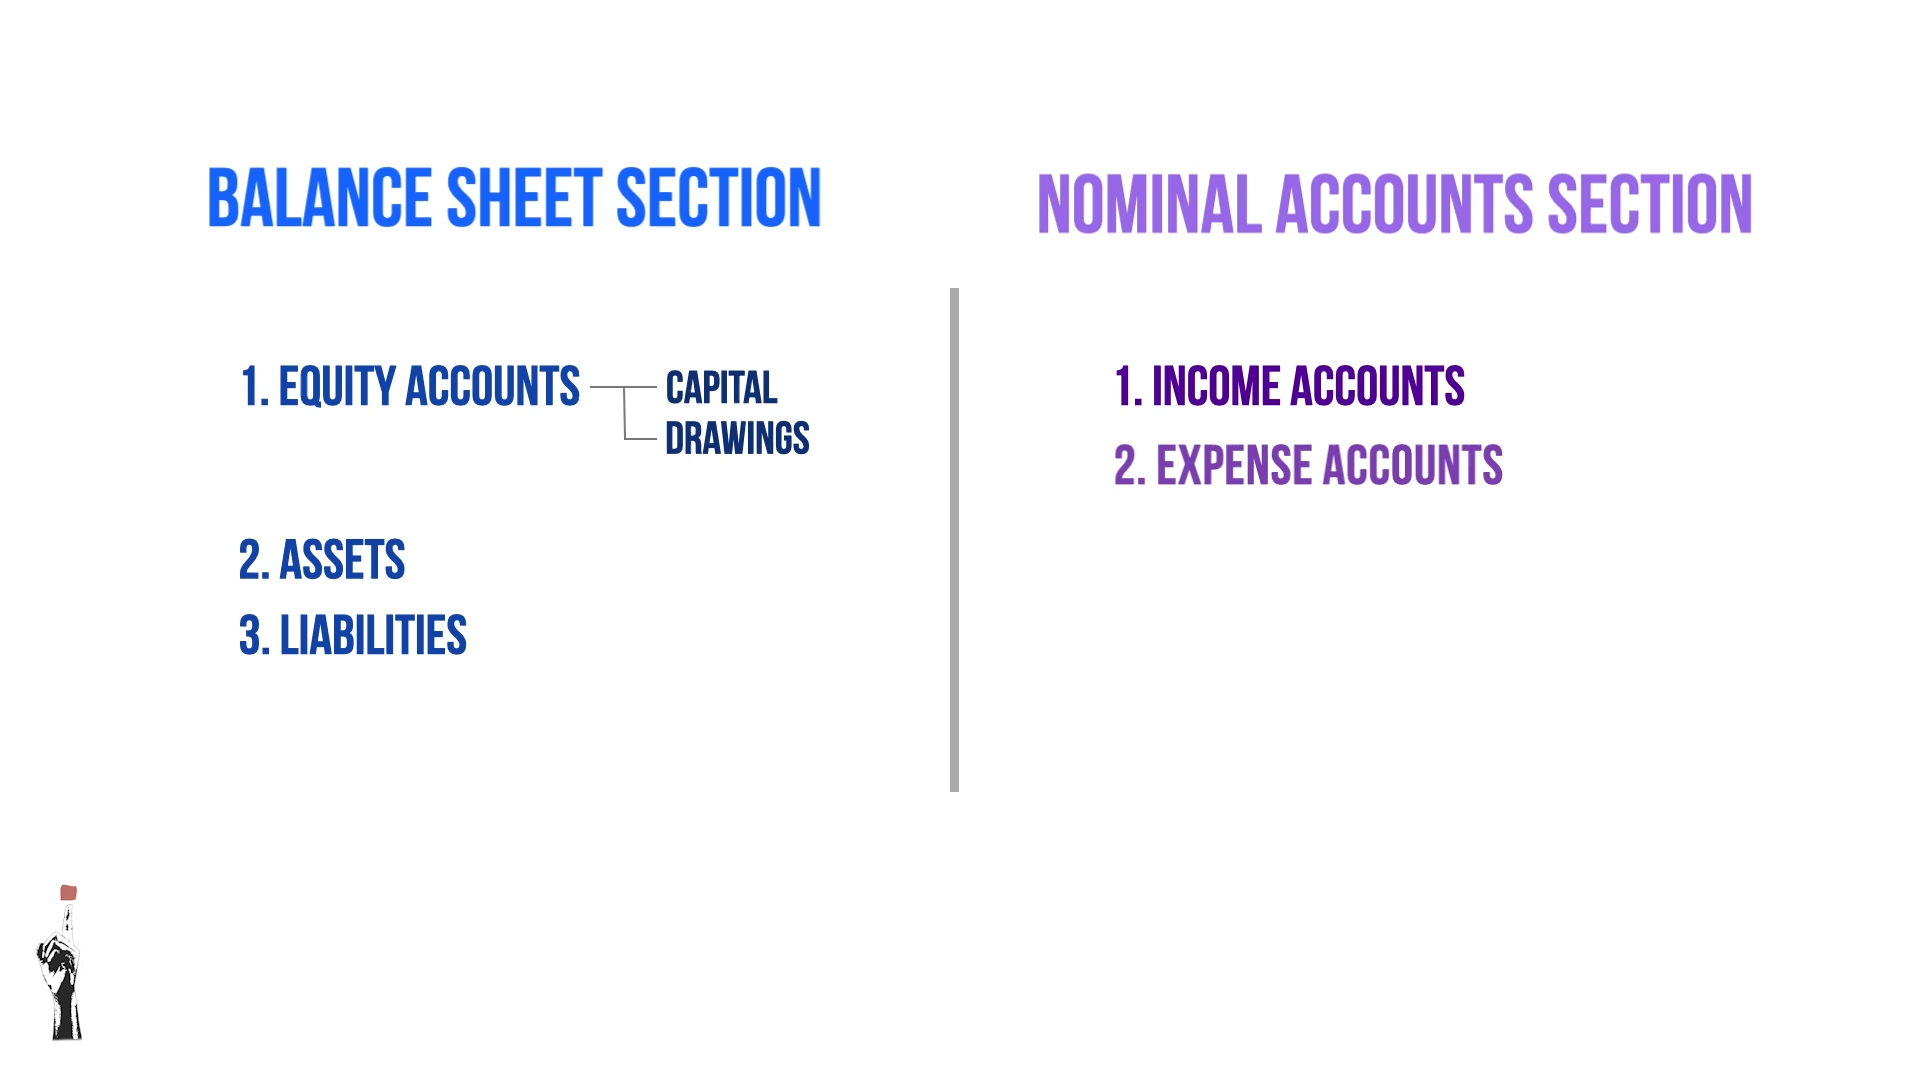 BALANCE SHEET SECTION
1. EQUITY ACCOUNTS
CAPITAL
DRAWINGS
2. ASSETS
3. LIABILITIES
NOMINAL ACCOUNTS SECTION
1. INCOME ACCOUNTS
2. EXPENSE ACCOUNTS